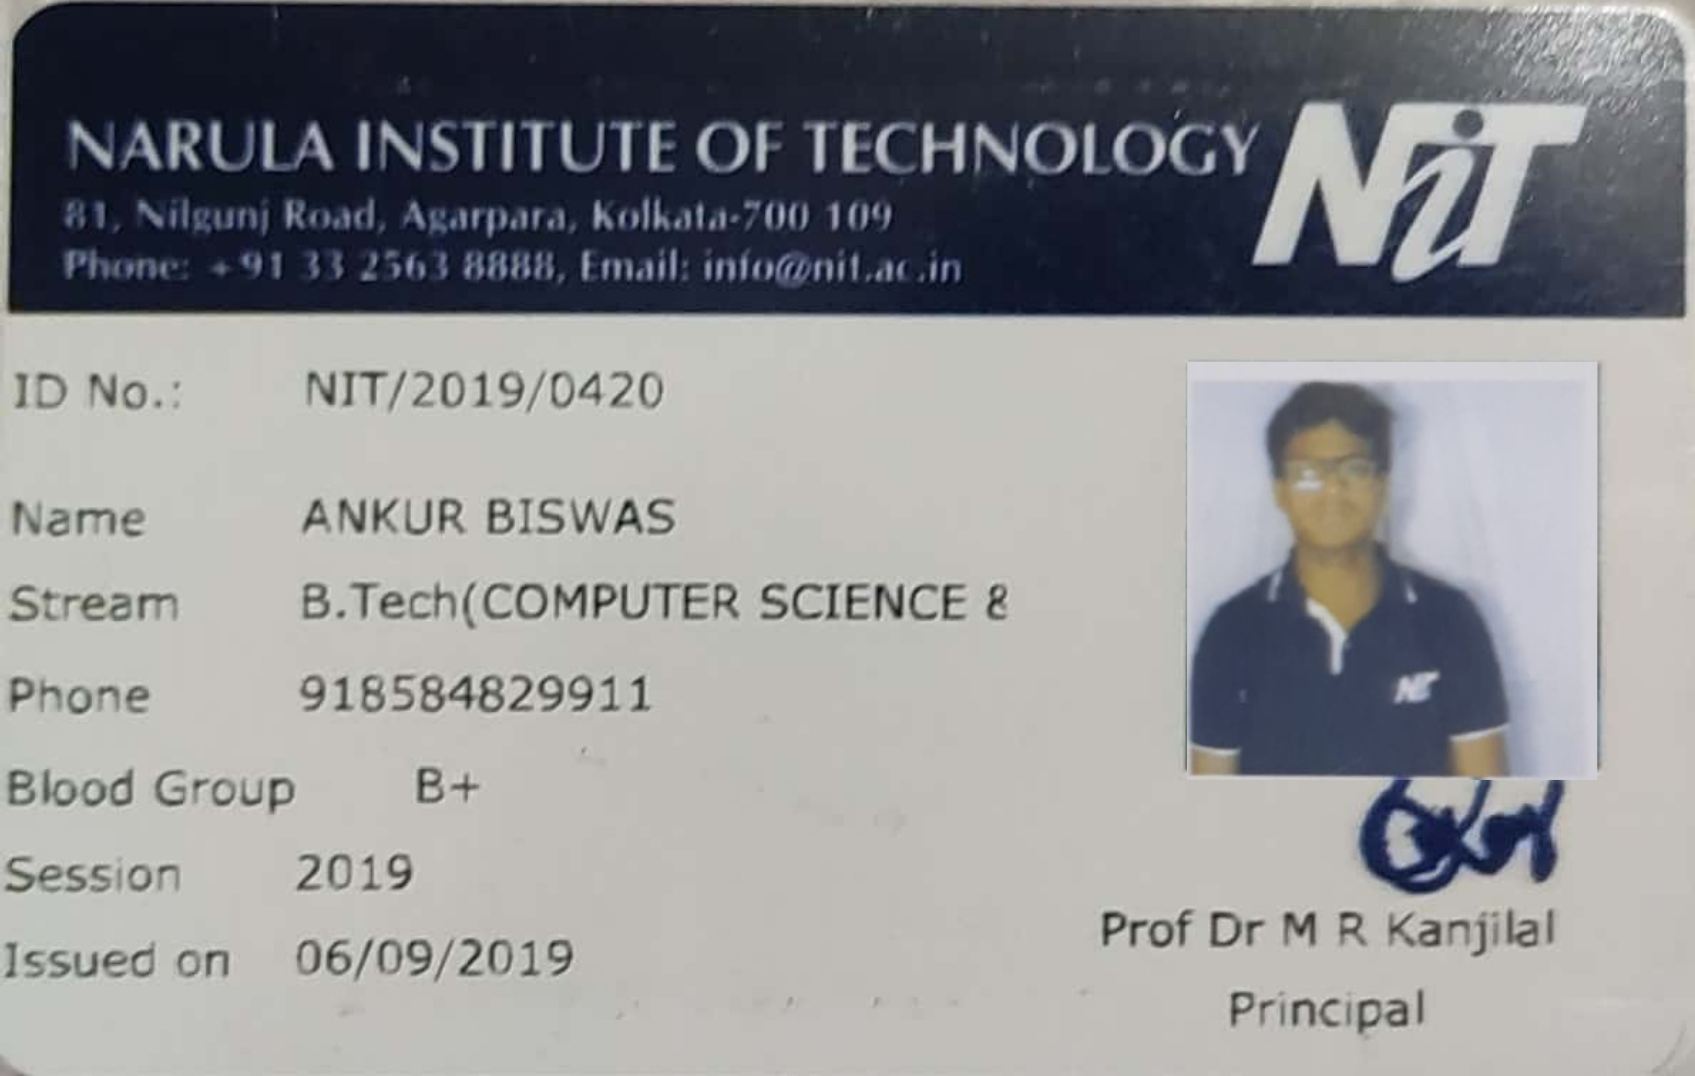 NARULA INSTITUTE OF TECHNOLOGY NiT
81, Nilgunj Road, Agarpara, Kolkata-700 109
Phone: +91 33 2563 8888, Email: info@nit.ac.in
ID No.: NIT/2019/0420
Name ANKUR BISWAS
Stream B.Tech(COMPUTER SCIENCE &
Phone 918584829911
NiT
Blood Group B+
Session 2019
Issued on 06/09/2019
Prof Dr M R Kanjilal
Principal